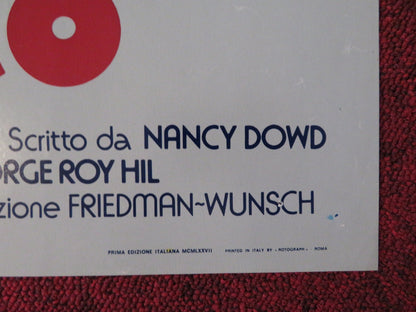 O
Scritto da NANCY DOWD
ORGE ROY HIL
zione FRIEDMAN~WUNSCH
PRIMA EDIZIONE ITALIANA MCMLXXVII PRINTED IN ITALY BY «ROTOGRAPH» - ROMA